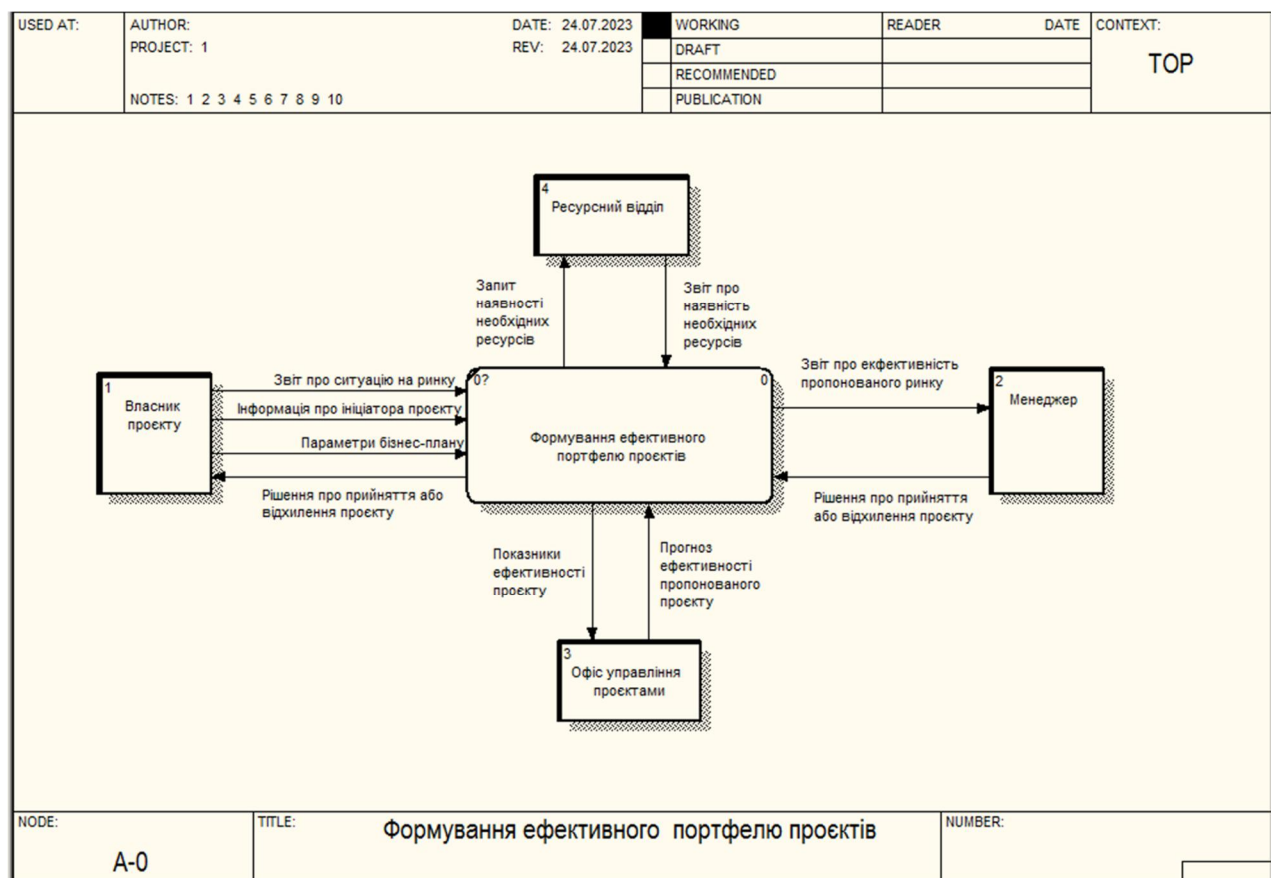 USED AT:
AUTHOR:
DATE: 24.07.2023
WORKING
READER
DATE
CONTEXT:
PROJECT: 1
REV: 24.07.2023
DRAFT
TOP
RECOMMENDED
NOTES: 1 2 3 4 5 6 7 8 9 10
PUBLICATION
4
Ресурсний відділ
Запит
наявності
необхідних
ресурсів
Звіт про
наявність
необхідних
ресурсів
1
Власник
проєкту
Звіт про ситуацію на ринку
Інформація про ініціатора проєкту
Параметри бізнес-плану
Рішення про прийняття або
відхилення проєкту
0?
0
Формування ефективного
портфелю проєктів
Звіт про екфективність
пропонованого ринку
2
Менеджер
Рішення про прийняття
або відхилення проєкту
Показники
ефективності
проєкту
Прогноз
ефективності
пропонованого
проєкту
3
Офіс управління
проєктами
NODE:
A-0
TITLE:
Формування ефективного портфелю проєктів
NUMBER: